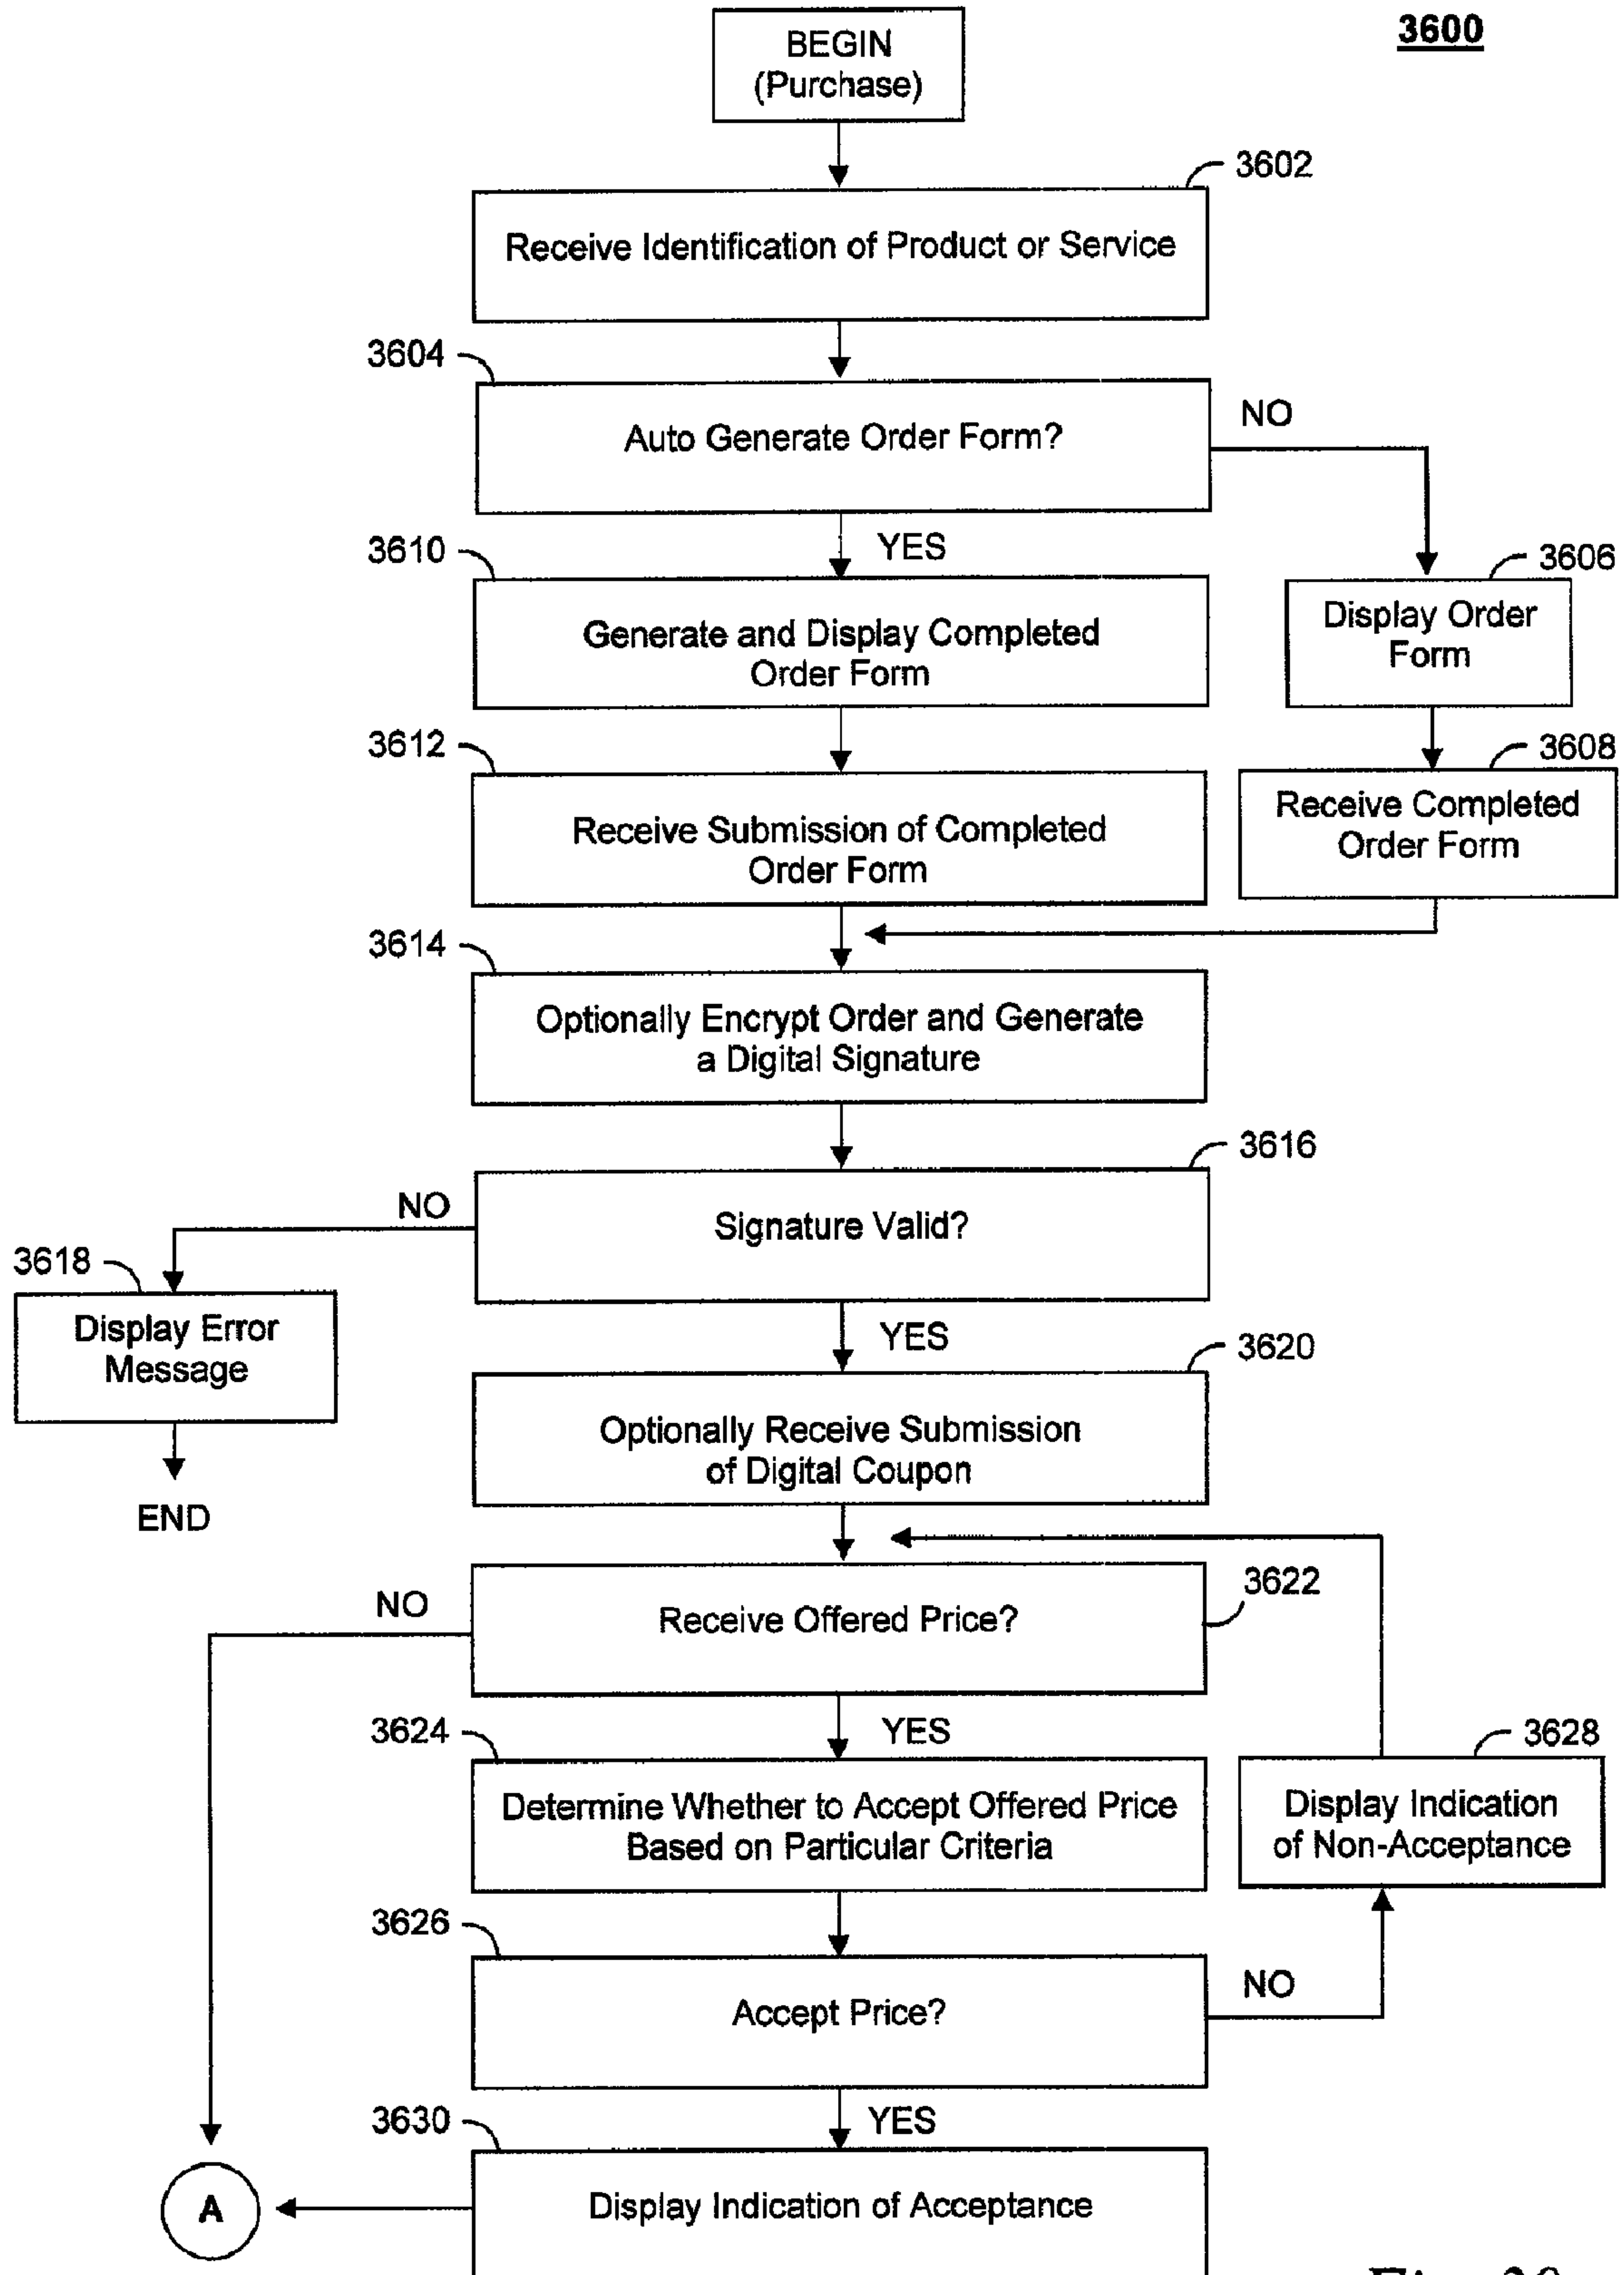 3600
BEGIN
(Purchase)
3602
Receive Identification of Product or Service
3604
Auto Generate Order Form?
NO
YES
3610
Generate and Display Completed
Order Form
3606
Display Order
Form
3612
Receive Submission of Completed
Order Form
3608
Receive Completed
Order Form
3614
Optionally Encrypt Order and Generate
a Digital Signature
3616
Signature Valid?
NO
3618
Display Error
Message
END
YES
3620
Optionally Receive Submission
of Digital Coupon
3622
Receive Offered Price?
NO
YES
3624
Determine Whether to Accept Offered Price
Based on Particular Criteria
3628
Display Indication
of Non-Acceptance
3626
Accept Price?
NO
YES
3630
Display Indication of Acceptance
A